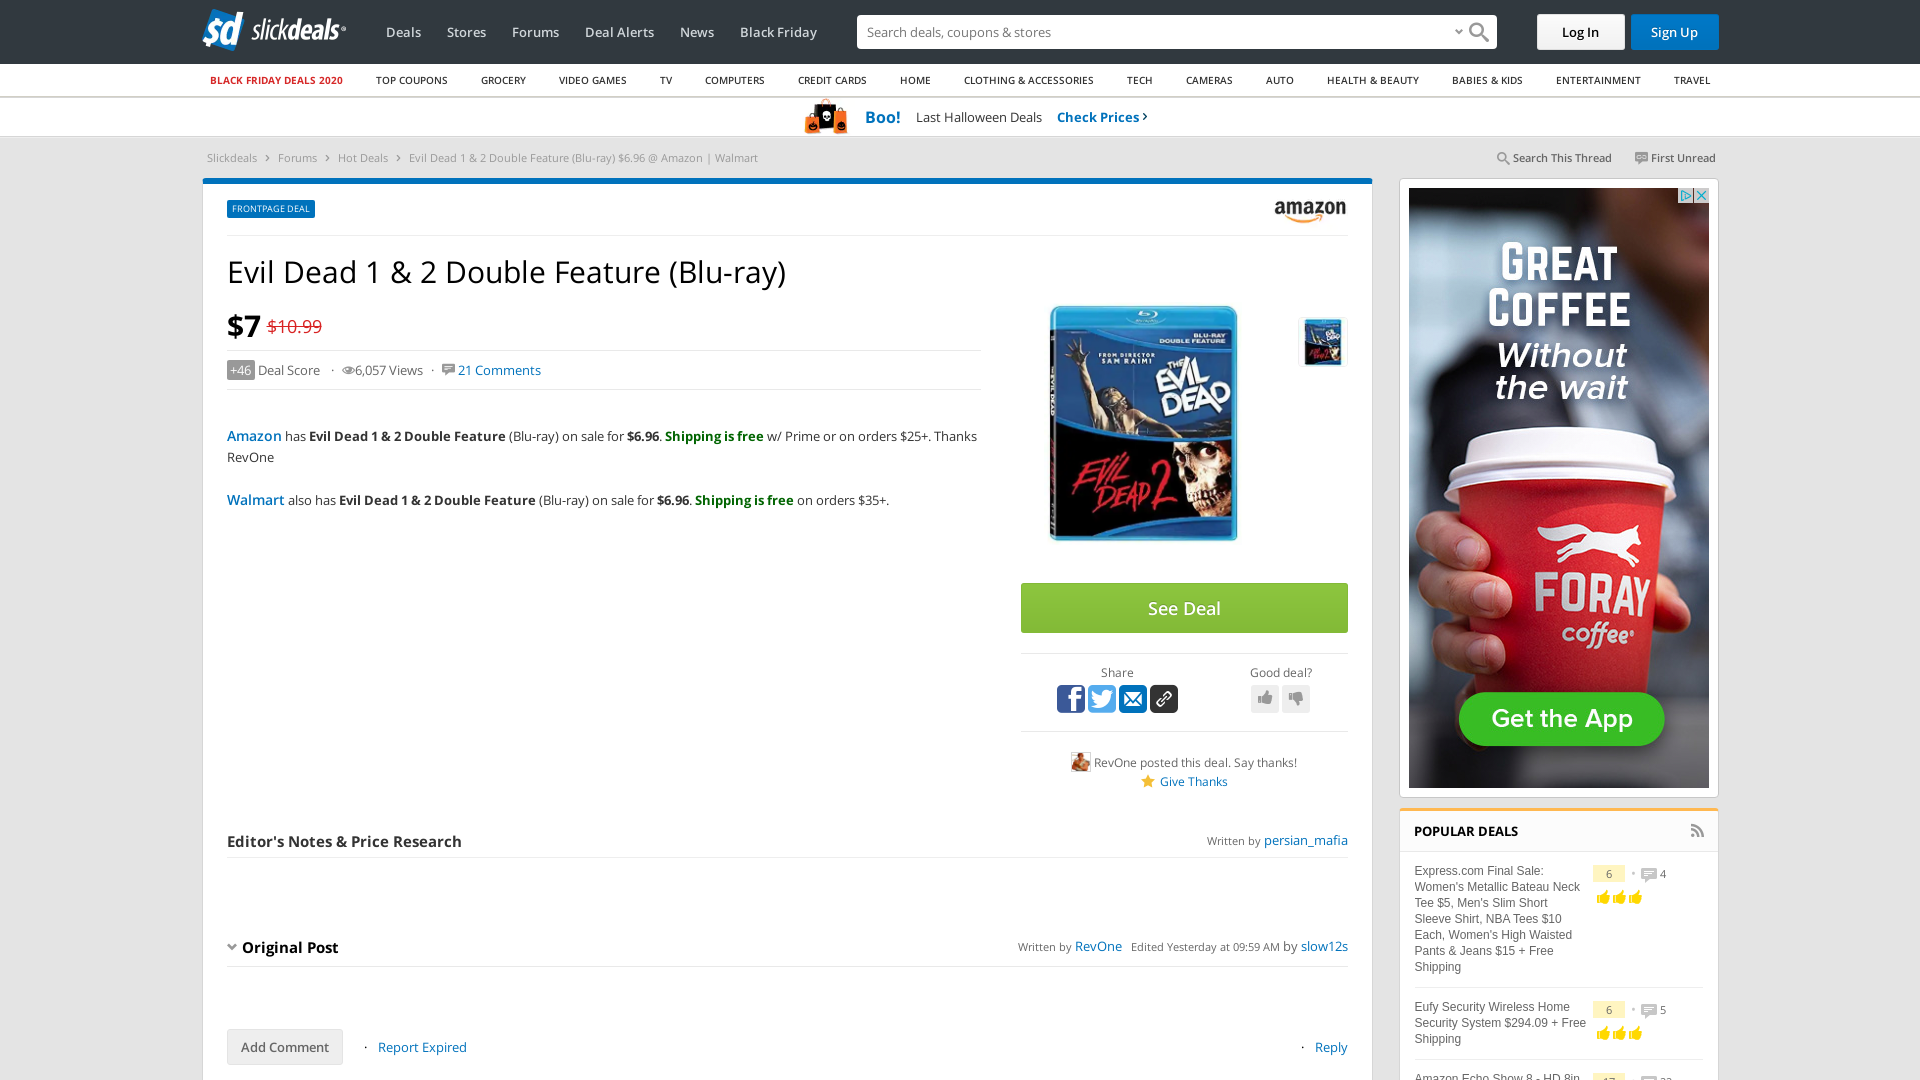 slickdeals
Deals Stores Forums Deal Alerts News Black Friday
Search deals, coupons & stores
Log In Sign Up
BLACK FRIDAY DEALS 2020 TOP COUPONS GROCERY VIDEO GAMES TV COMPUTERS CREDIT CARDS HOME CLOTHING & ACCESSORIES TECH CAMERAS AUTO HEALTH & BEAUTY BABIES & KIDS ENTERTAINMENT TRAVEL
Boo! Last Halloween Deals Check Prices ›
Slickdeals › Forums › Hot Deals › Evil Dead 1 & 2 Double Feature (Blu-ray) $6.96 @ Amazon | Walmart
Search This Thread First Unread
FRONTPAGE DEAL
amazon
Evil Dead 1 & 2 Double Feature (Blu-ray)
$7 $10.99
+46 Deal Score · 6,057 Views · 21 Comments
Amazon has Evil Dead 1 & 2 Double Feature (Blu-ray) on sale for $6.96. Shipping is free w/ Prime or on orders $25+. Thanks
RevOne
Walmart also has Evil Dead 1 & 2 Double Feature (Blu-ray) on sale for $6.96. Shipping is free on orders $35+.
BLU-RAY
DOUBLE FEATURE
FROM DIRECTOR
SAM RAIMI
THE
EVIL
DEAD
EVIL
DEAD 2
See Deal
Share
Good deal?
RevOne posted this deal. Say thanks!
Give Thanks
Editor's Notes & Price Research
Written by persian_mafia
Original Post
Written by RevOne Edited Yesterday at 09:59 AM by slow12s
Add Comment · Report Expired
· Reply
GREAT
COFFEE
Without
the wait
FORAY
coffee®
Get the App
POPULAR DEALS
Express.com Final Sale:
Women's Metallic Bateau Neck
Tee $5, Men's Slim Short
Sleeve Shirt, NBA Tees $10
Each, Women's High Waisted
Pants & Jeans $15 + Free
Shipping
6 • 4
Eufy Security Wireless Home
Security System $294.09 + Free
Shipping
6 • 5
Amazon Echo Show 8 - HD 8in